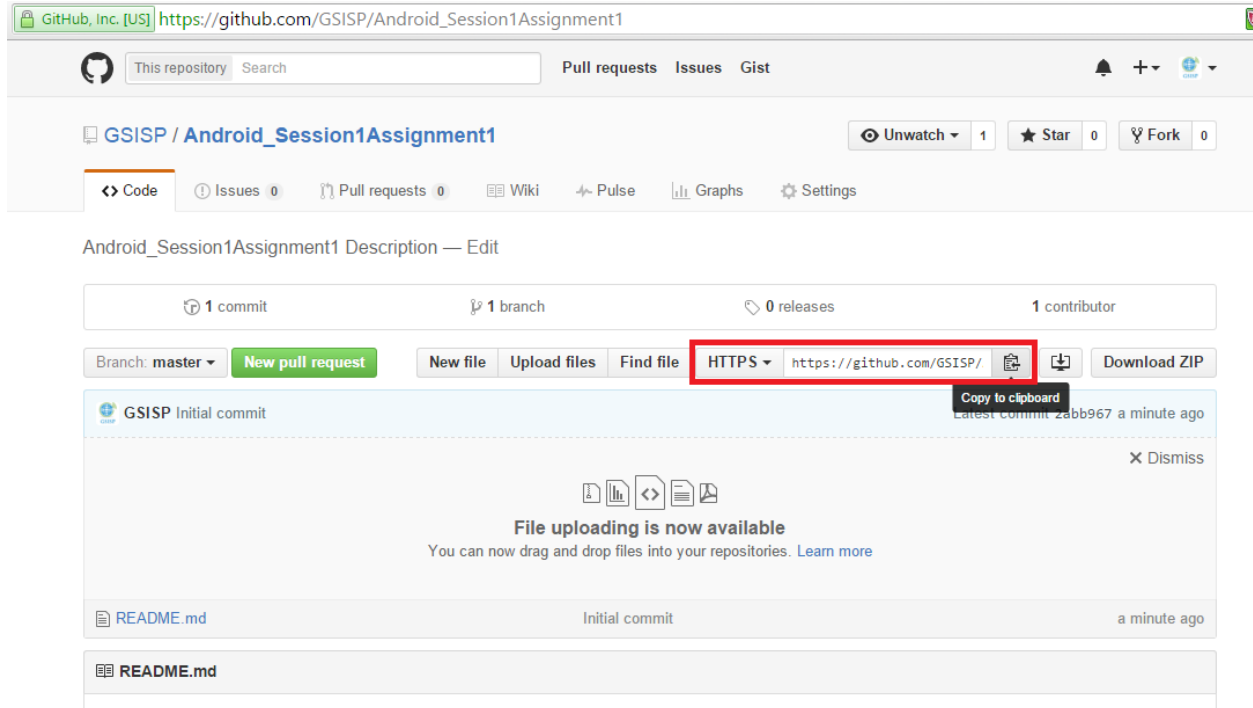 GitHub, Inc. [US] https://github.com/GSISP/Android_Session1Assignment1
This repository Search Pull requests Issues Gist
GSISP / Android_Session1Assignment1 Unwatch 1 Star 0 Fork 0
Code Issues 0 Pull requests 0 Wiki Pulse Graphs Settings
Android_Session1Assignment1 Description — Edit
1 commit 1 branch 0 releases 1 contributor
Branch: master New pull request New file Upload files Find file HTTPS https://github.com/GSISP/ Download ZIP
Copy to clipboard
GSISP Initial commit Latest commit 2abb967 a minute ago
Dismiss
File uploading is now available
You can now drag and drop files into your repositories. Learn more
README.md Initial commit a minute ago
README.md